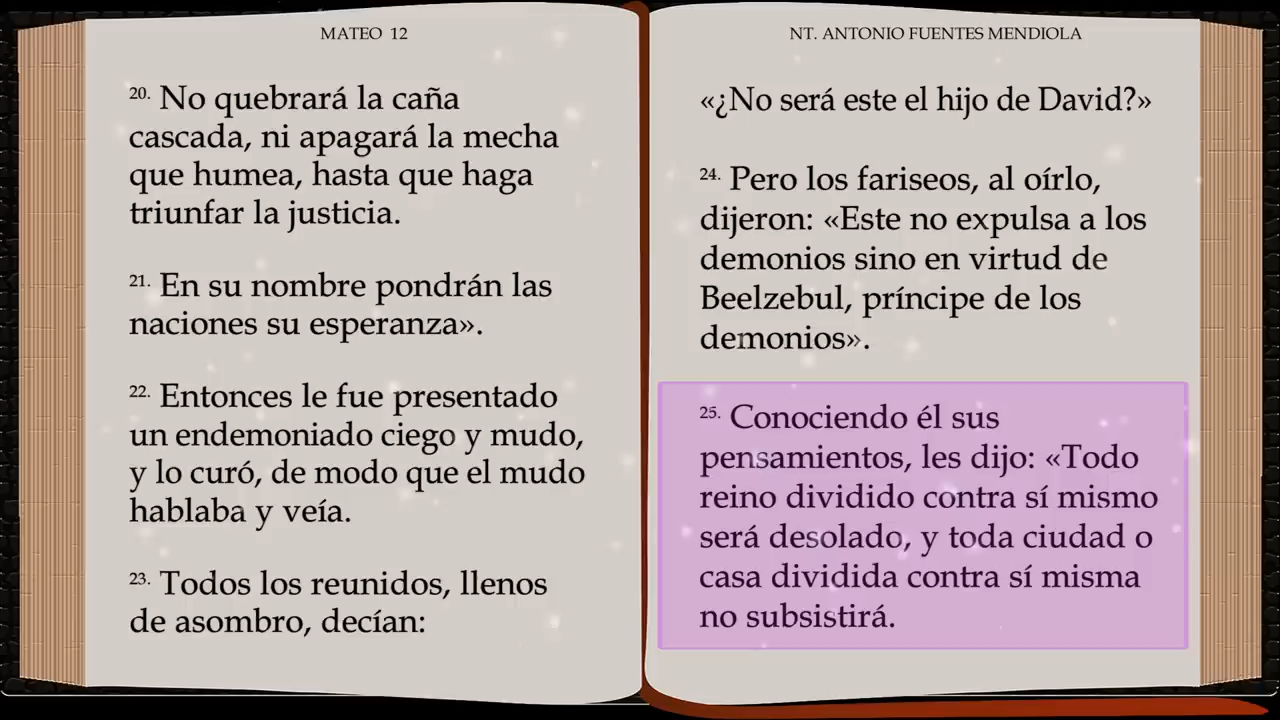 MATEO 12
20. No quebrará la caña
cascada, ni apagará la mecha
que humea, hasta que haga
triunfar la justicia.
21. En su nombre pondrán las
naciones su esperanza».
22. Entonces le fue presentado
un endemoniado ciego y mudo,
y lo curó, de modo que el mudo
hablaba y veía.
23. Todos los reunidos, llenos
de asombro, decían:
NT. ANTONIO FUENTES MENDIOLA
«¿No será este el hijo de David?»
24. Pero los fariseos, al oírlo,
dijeron: «Este no expulsa a los
demonios sino en virtud de
Beelzebul, príncipe de los
demonios».
25. Conociendo él sus
pensamientos, les dijo: «Todo
reino dividido contra sí mismo
será desolado, y toda ciudad o
casa dividida contra sí misma
no subsistirá.